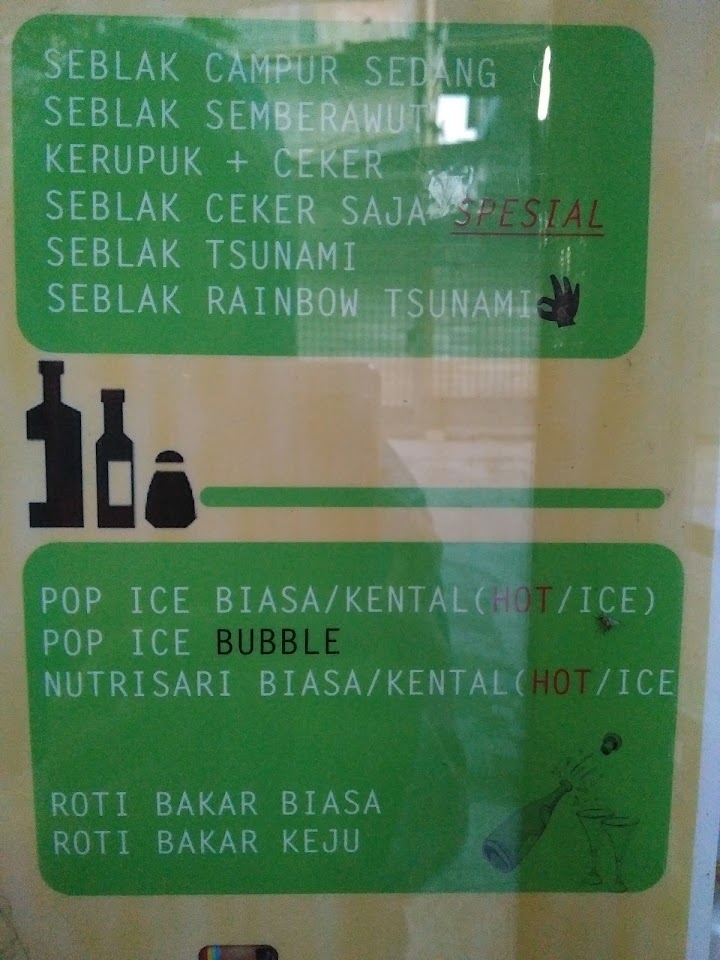 SEBLAK CAMPUR SEDANG
SEBLAK SEMBERAWUT
KERUPUK + CEKER
SEBLAK CEKER SAJA SPESIAL
SEBLAK TSUNAMI
SEBLAK RAINBOW TSUNAMI
POP ICE BIASA/KENTAL(HOT/ICE)
POP ICE BUBBLE
NUTRISARI BIASA/KENTAL(HOT/ICE
ROTI BAKAR BIASA
ROTI BAKAR KEJU